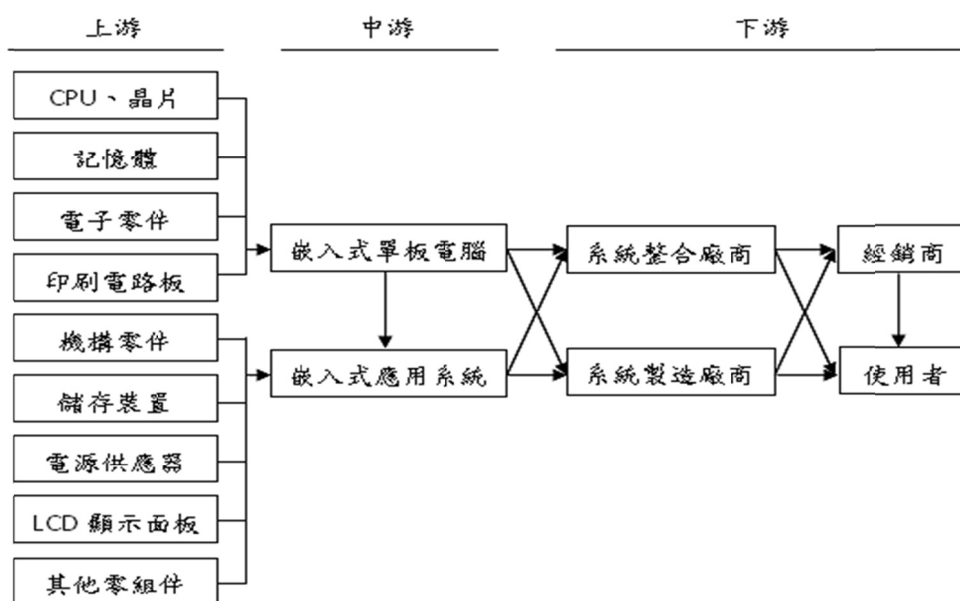 上游
中游
下游
CPU、晶片
記憶體
電子零件
印刷電路板
機構零件
儲存裝置
電源供應器
LCD 顯示面板
其他零組件
嵌入式單板電腦
嵌入式應用系統
系統整合廠商
系統製造廠商
經銷商
使用者